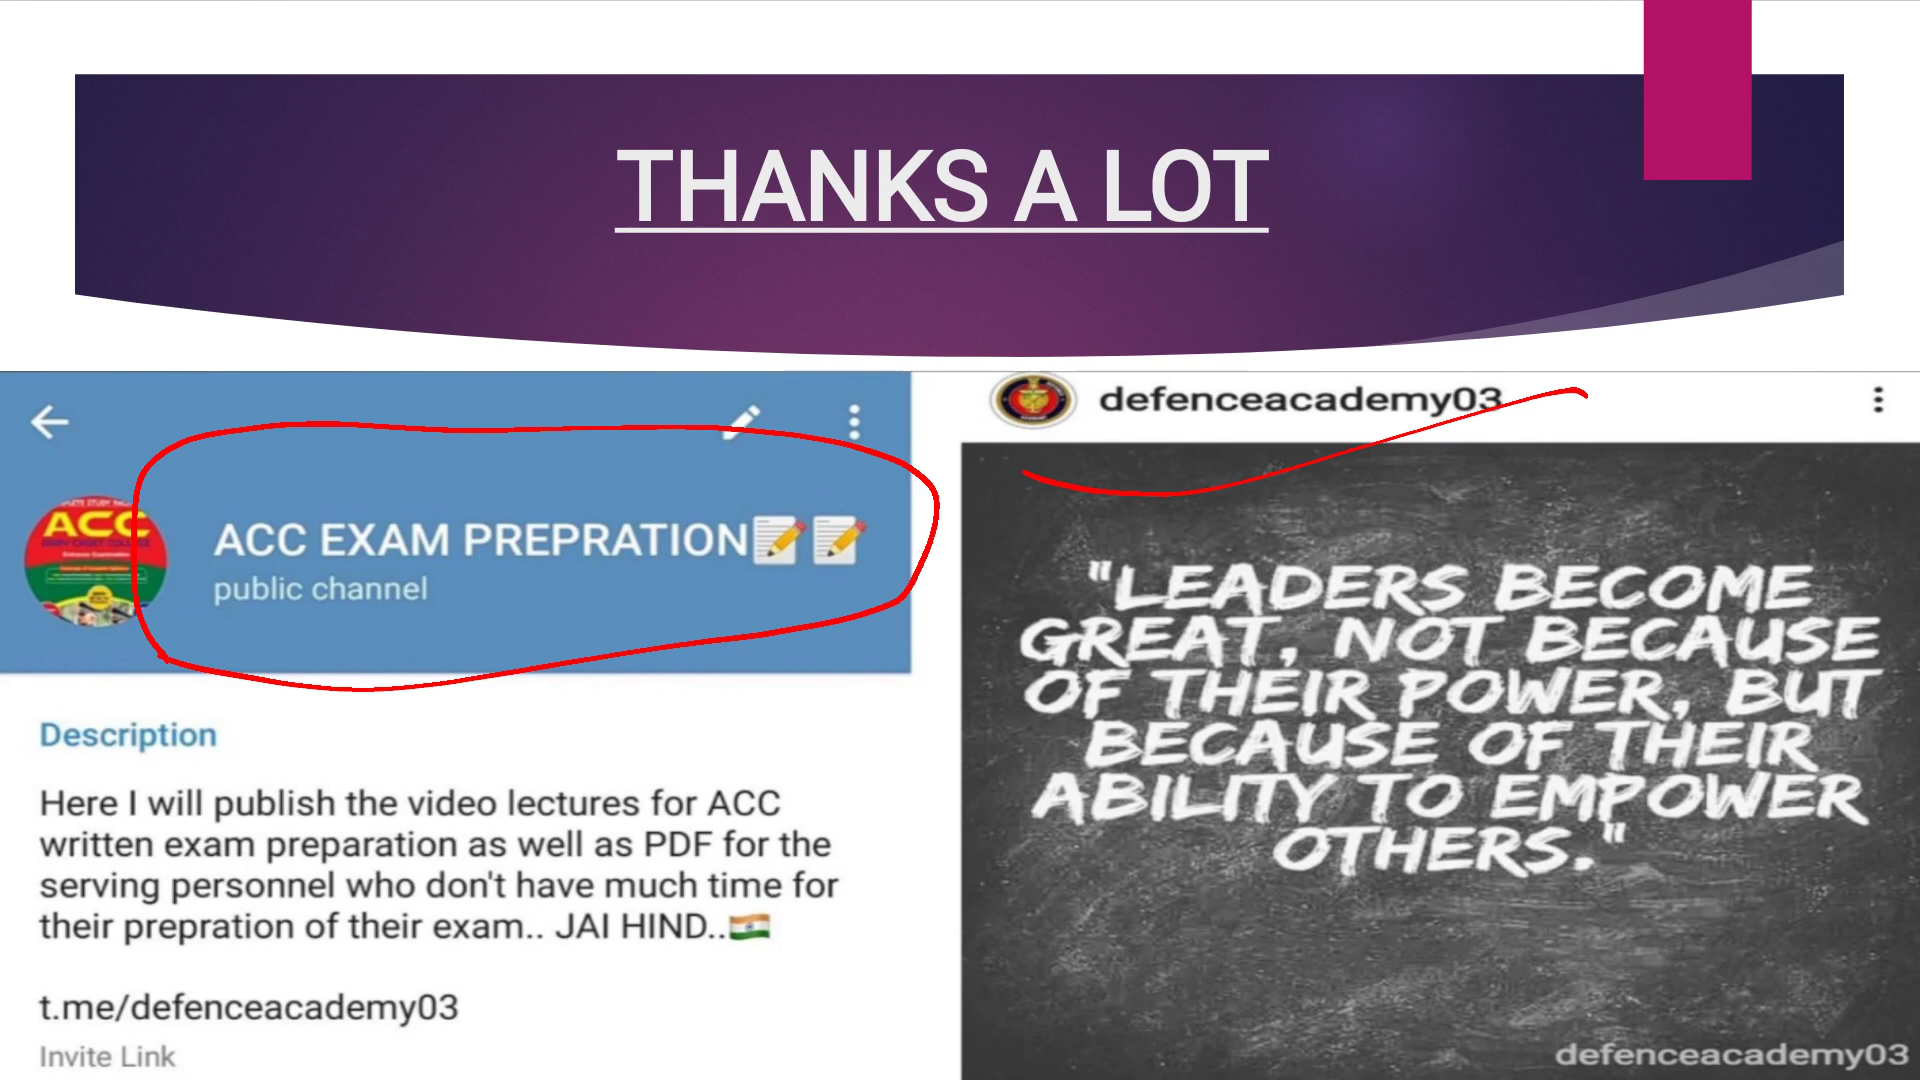 THANKS A LOT
ACC
ACC EXAM PREPRATION📝📝
public channel
Description
Here I will publish the video lectures for ACC
written exam preparation as well as PDF for the
serving personnel who don't have much time for
their prepration of their exam.. JAI HIND..🇮🇳
t.me/defenceacademy03
Invite Link
defenceacademy03
"LEADERS BECOME
GREAT, NOT BECAUSE
OF THEIR POWER, BUT
BECAUSE OF THEIR
ABILITY TO EMPOWER
OTHERS."
defenceacademy03